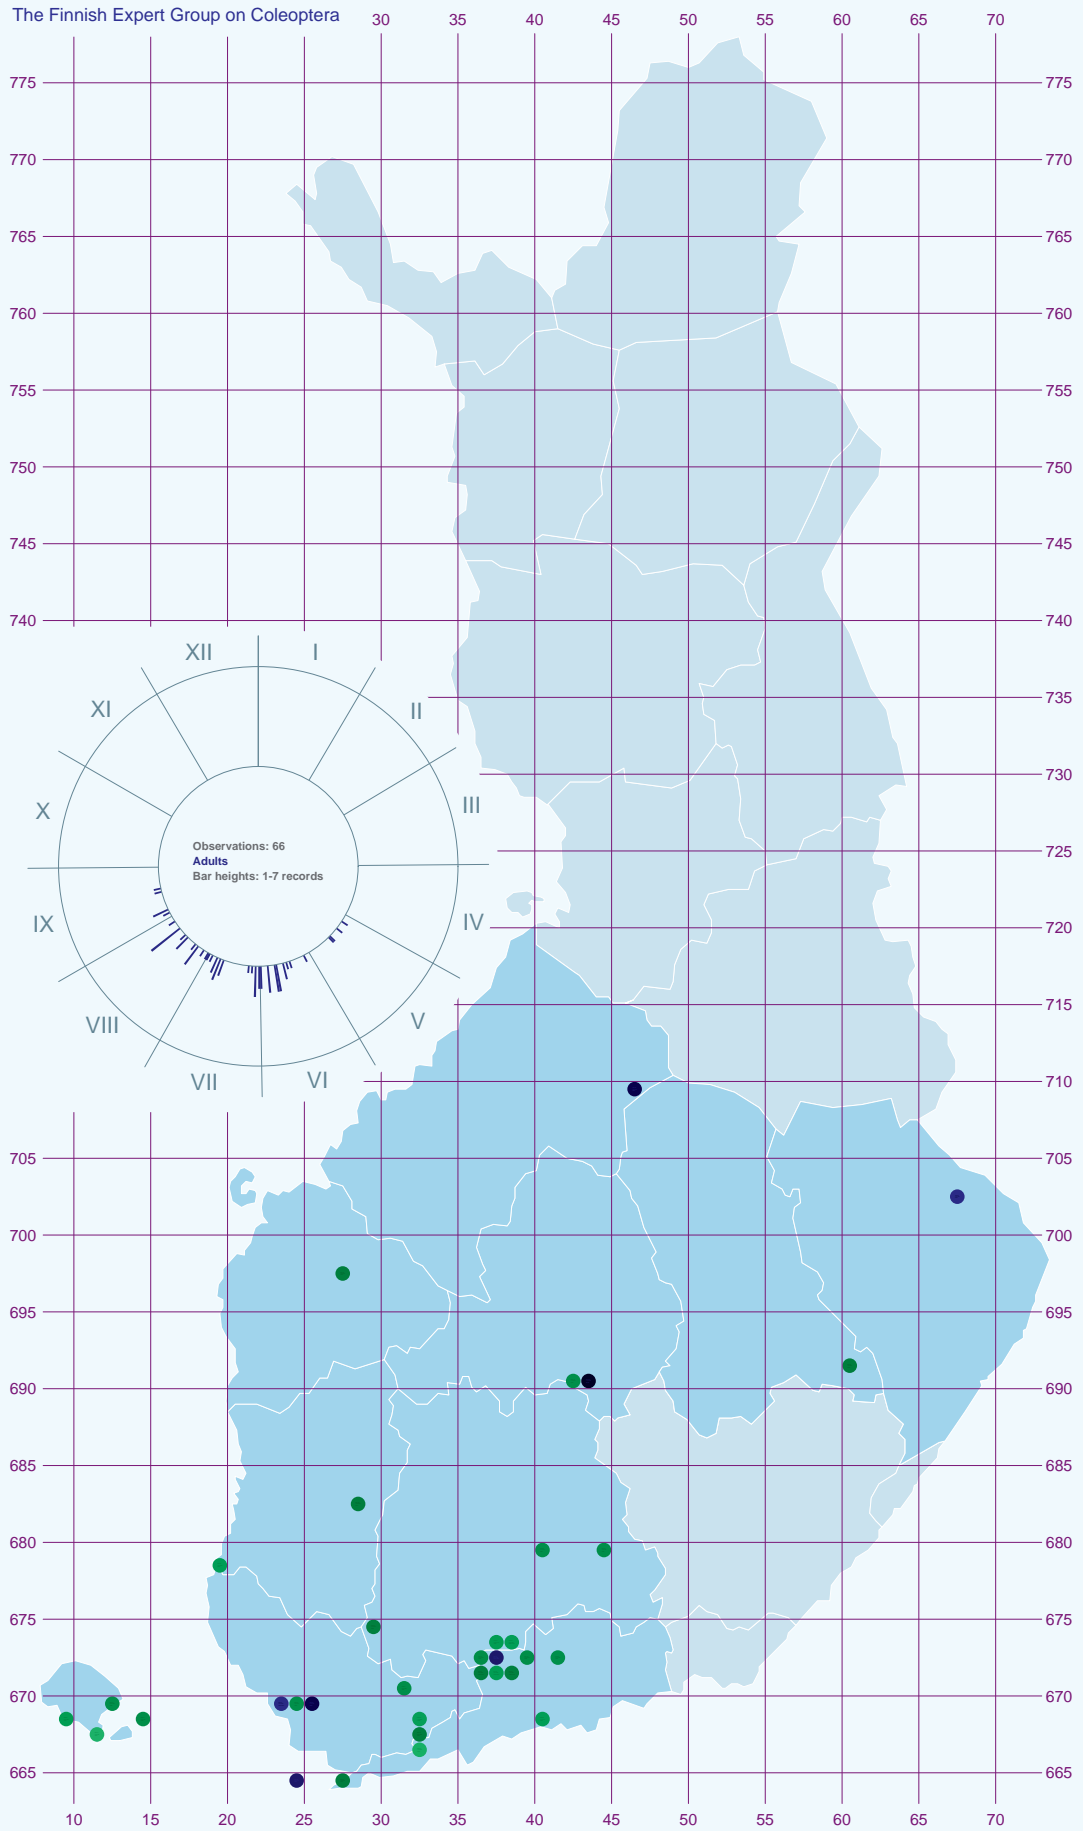 The Finnish Expert Group on Coleoptera
30 40 45 50 55 60 65 70
775 775
770 770
765 765
760 760
755 755
750 750
745 745
740 740
735
730
725
720
715
710
705 705
700 700
695 695
690 690
685 685
680 680
675 675
670 670
665 665
XII I
XI II
X III
Observations: 66
Adults
Bar heights: 1-7 records
IX IV
VIII V
VII VI
10 15 20 25 30 35 40 45 50 55 60 65 70